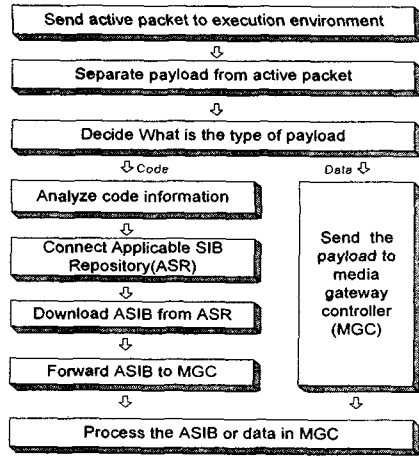 Send active packet to execution environment
Separate payload from active packet
Decide What is the type of payload
Code
Data
Analyze code information
Connect Applicable SIB
Repository(ASR)
Download ASIB from ASR
Forward ASIB to MGC
Send the
payload to
media
gateway
controller
(MGC)
Process the ASIB or data in MGC